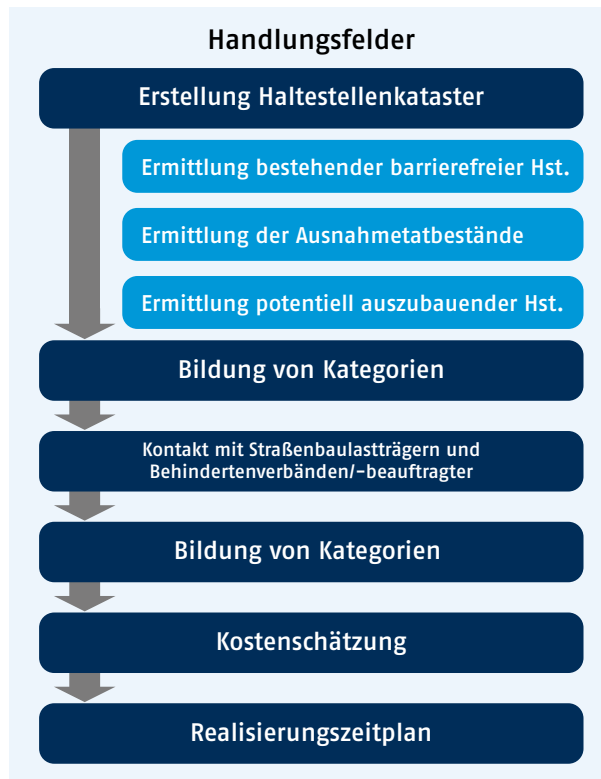 Handlungsfelder
Erstellung Haltestellenkataster
Ermittlung bestehender barrierefreier Hst.
Ermittlung der Ausnahmetatbestände
Ermittlung potentiell auszubauender Hst.
Bildung von Kategorien
Kontakt mit Straßenbaulastträgern und
Behindertenverbänden/-beauftragter
Bildung von Kategorien
Kostenschätzung
Realisierungszeitplan